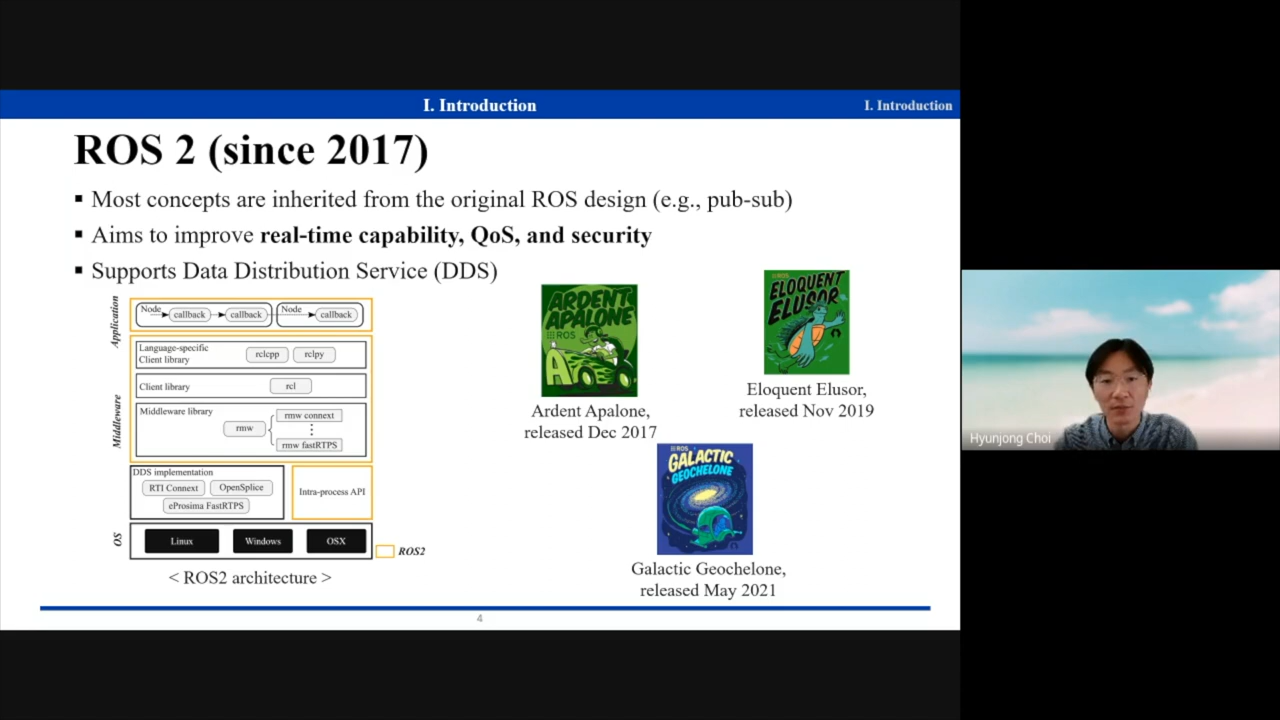 I. Introduction
I. Introduction
ROS 2 (since 2017)
▪ Most concepts are inherited from the original ROS design (e.g., pub-sub)
▪ Aims to improve real-time capability, QoS, and security
▪ Supports Data Distribution Service (DDS)
Application
Node
callback
callback
Node
callback
Middleware
Language-specific
Client library
rclcpp
rclpy
Client library
rcl
Middleware library
rmw
rmw connext
rmw fastRTPS
DDS implementation
RTI Connext
OpenSplice
eProsima FastRTPS
Intra-process API
OS
Linux
Windows
OSX
ROS2
< ROS2 architecture >
ARDENT
APALONE
ROS
A
Ardent Apalone,
released Dec 2017
ROS
ELOQUENT
ELUSOR
Eloquent Elusor,
released Nov 2019
ROS
GALACTIC
GEOCHELONE
Galactic Geochelone,
released May 2021
4
Hyunjong Choi